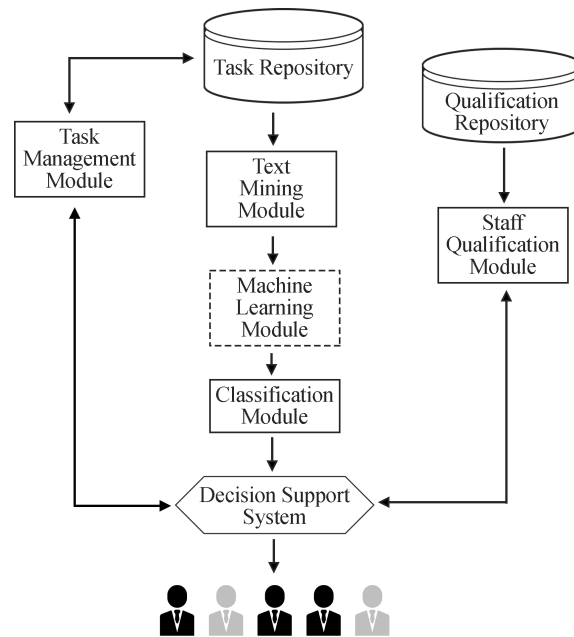 Task Repository
Qualification
Repository
Task
Management
Module
Text
Mining
Module
Staff
Qualification
Module
Machine
Learning
Module
Classification
Module
Decision Support
System